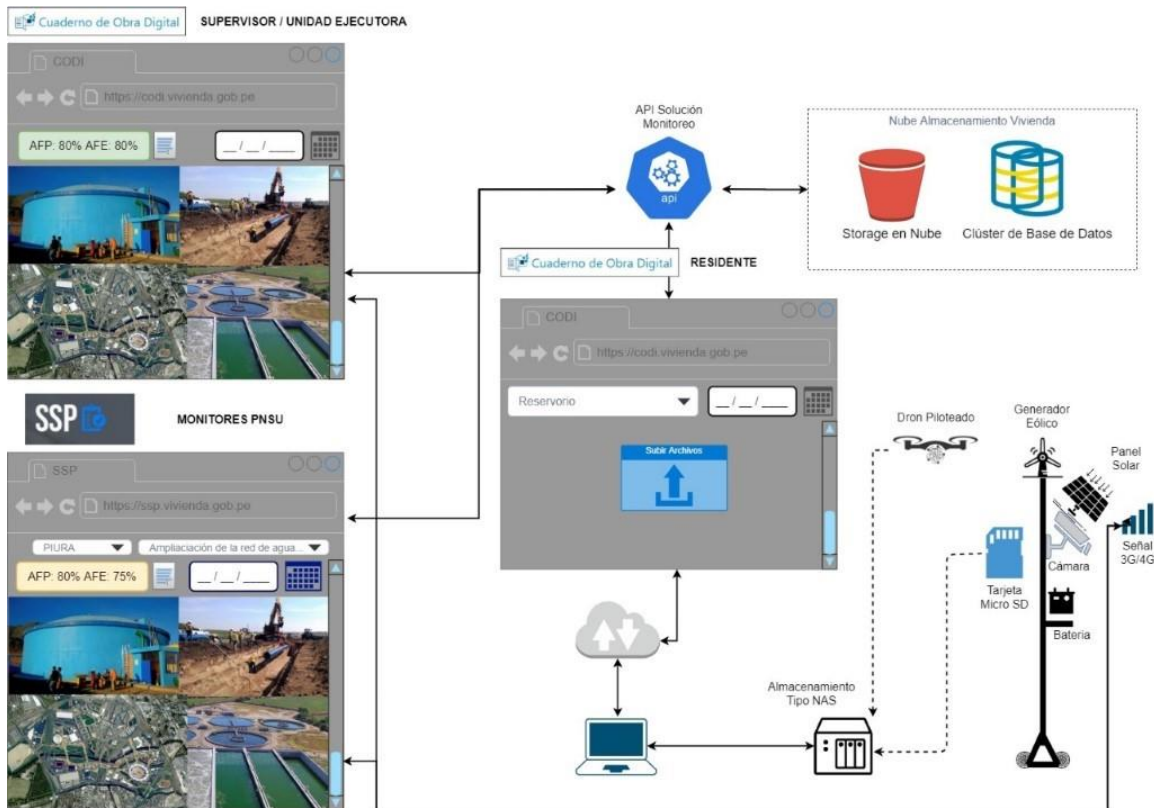 Cuaderno de Obra Digital
SUPERVISOR / UNIDAD EJECUTORA
CODI
https://codi.vivienda.gob.pe
AFP: 80% AFE: 80%
__ / __ / ____
API Solución
Monitoreo
api
Nube Almacenamiento Vivienda
Storage en Nube
Clúster de Base de Datos
Cuaderno de Obra Digital
RESIDENTE
CODI
https://codi.vivienda.gob.pe
Reservorio
__ / __ / ____
Subir Archivos
SSP
MONITORES PNSU
SSP
https://ssp.vivienda.gob.pe
PIURA
Ampliaciación de la red de agua...
AFP: 80% AFE: 75%
__ / __ / ____
Dron Piloteado
Generador
Eólico
Panel
Solar
Señal
3G/4G
Cámara
Tarjeta
Micro SD
Bateria
Almacenamiento
Tipo NAS